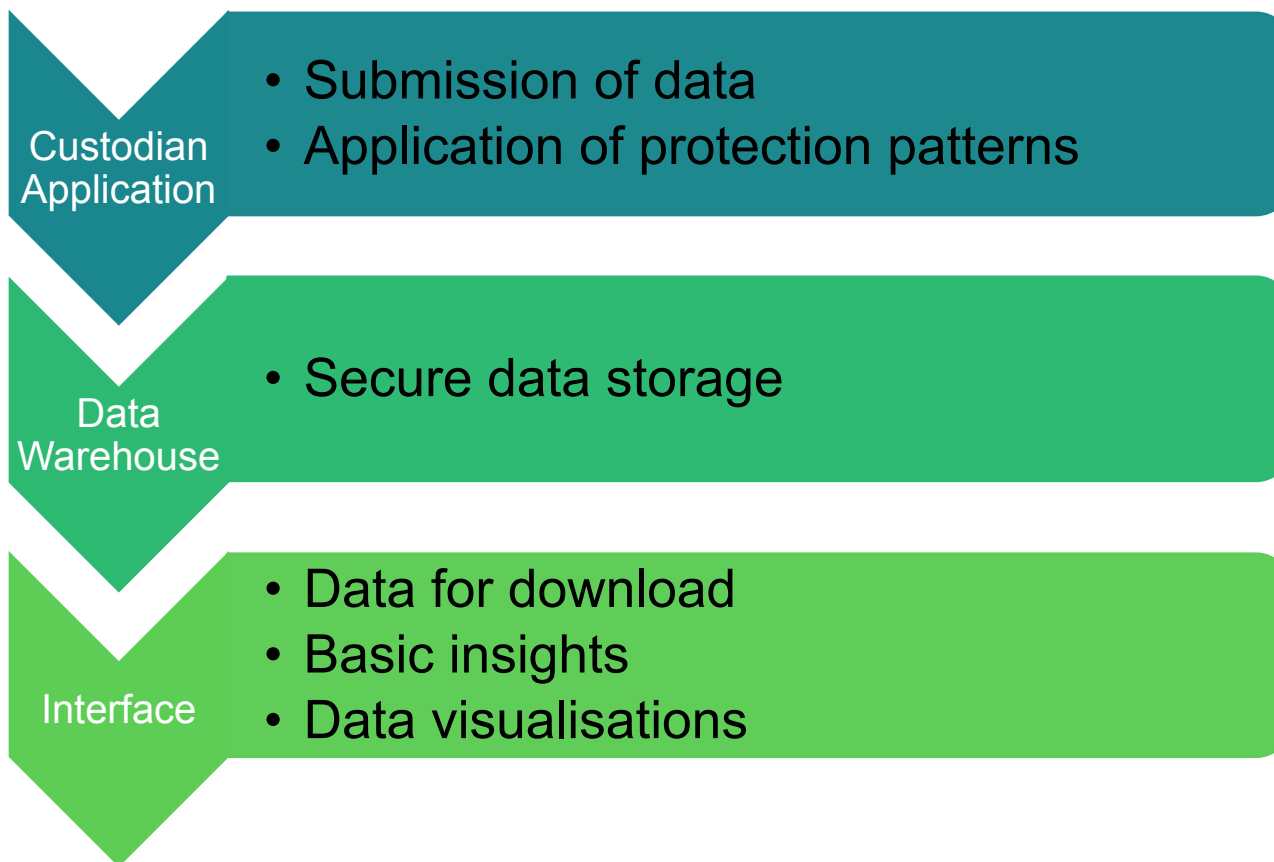 Custodian
Application
• Submission of data
• Application of protection patterns
Data
Warehouse
• Secure data storage
Interface
• Data for download
• Basic insights
• Data visualisations